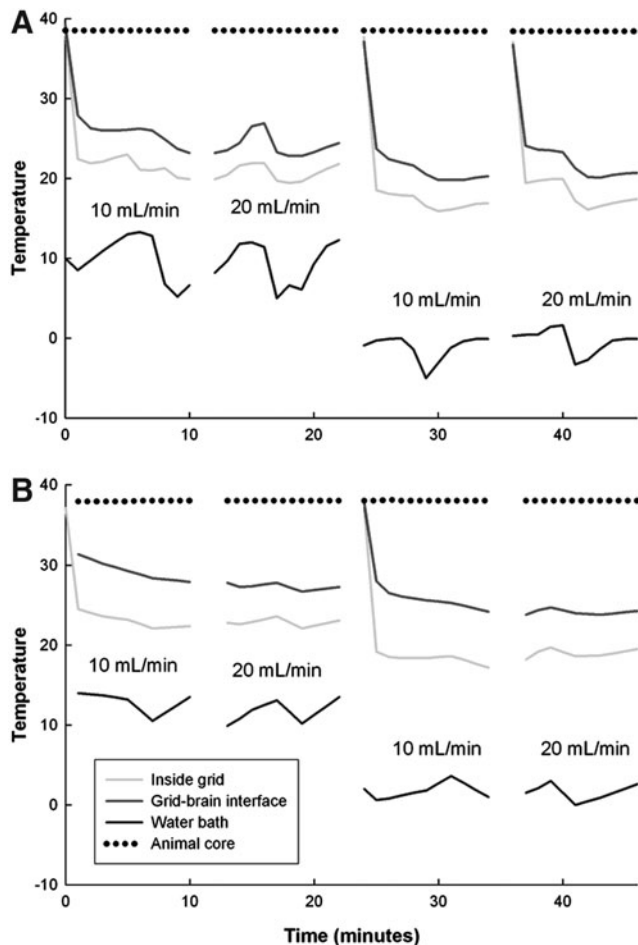 A
40
30
20
10
0
-10
Temperature
10 mL/min
20 mL/min
10 mL/min
20 mL/min
0
10
20
30
40
B
40
30
20
10
0
-10
Temperature
10 mL/min
20 mL/min
10 mL/min
20 mL/min
Inside grid
Grid-brain interface
Water bath
Animal core
0
10
20
30
40
Time (minutes)